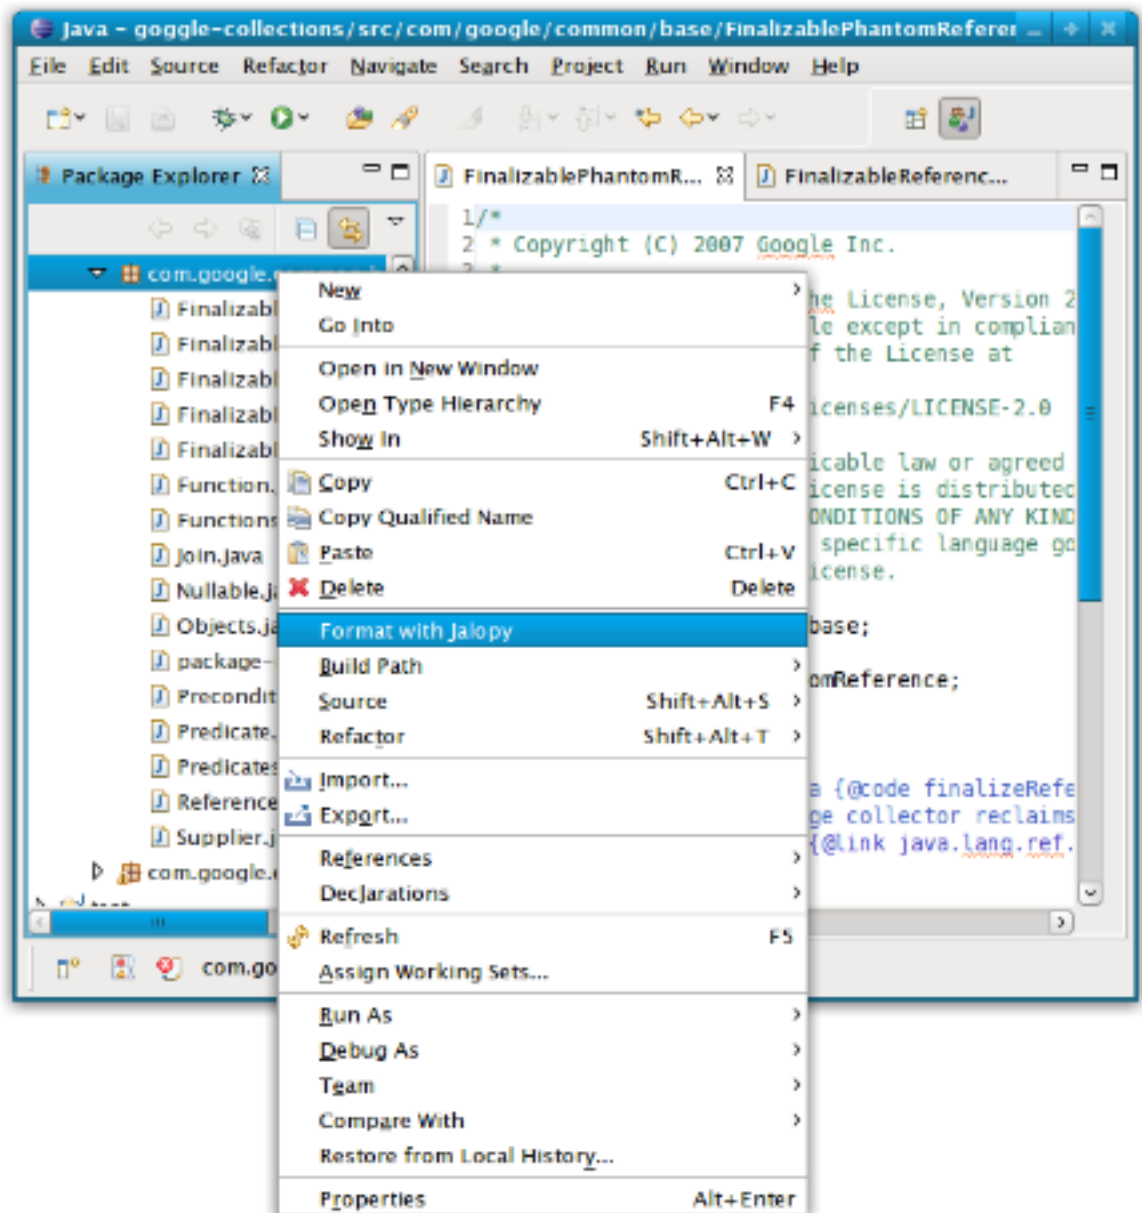 Java - goggle-collections/src/com/google/common/base/FinalizablePhantomReferer
File Edit Source Refactor Navigate Search Project Run Window Help
Package Explorer
FinalizablePhantomR...
FinalizableReferenc...
1/*
2 * Copyright (C) 2007 Google Inc.
3 *
com.google.
Finalizabl
Finalizabl
Finalizabl
Finalizabl
Finalizabl
Function.
Functions
Join.java
Nullable.j
Objects.ja
package-
Precondit
Predicate.
Predicates
Reference
Supplier.j
com.google.
he License, Version 2
le except in complian
f the License at
icenses/LICENSE-2.0
icable law or agreed
icense is distributed
ONDITIONS OF ANY KIND
specific language go
icense.
base;
omReference;
a {@code finalizeRefe
ge collector reclaims
{@link java.lang.ref.
New
Go Into
Open in New Window
Open Type Hierarchy F4
Show In Shift+Alt+W
Copy Ctrl+C
Copy Qualified Name
Paste Ctrl+V
Delete Delete
Format with Jalopy
Build Path
Source Shift+Alt+S
Refactor Shift+Alt+T
Import...
Export...
References
Declarations
Refresh F5
Assign Working Sets...
Run As
Debug As
Team
Compare With
Restore from Local History...
Properties Alt+Enter
com.go